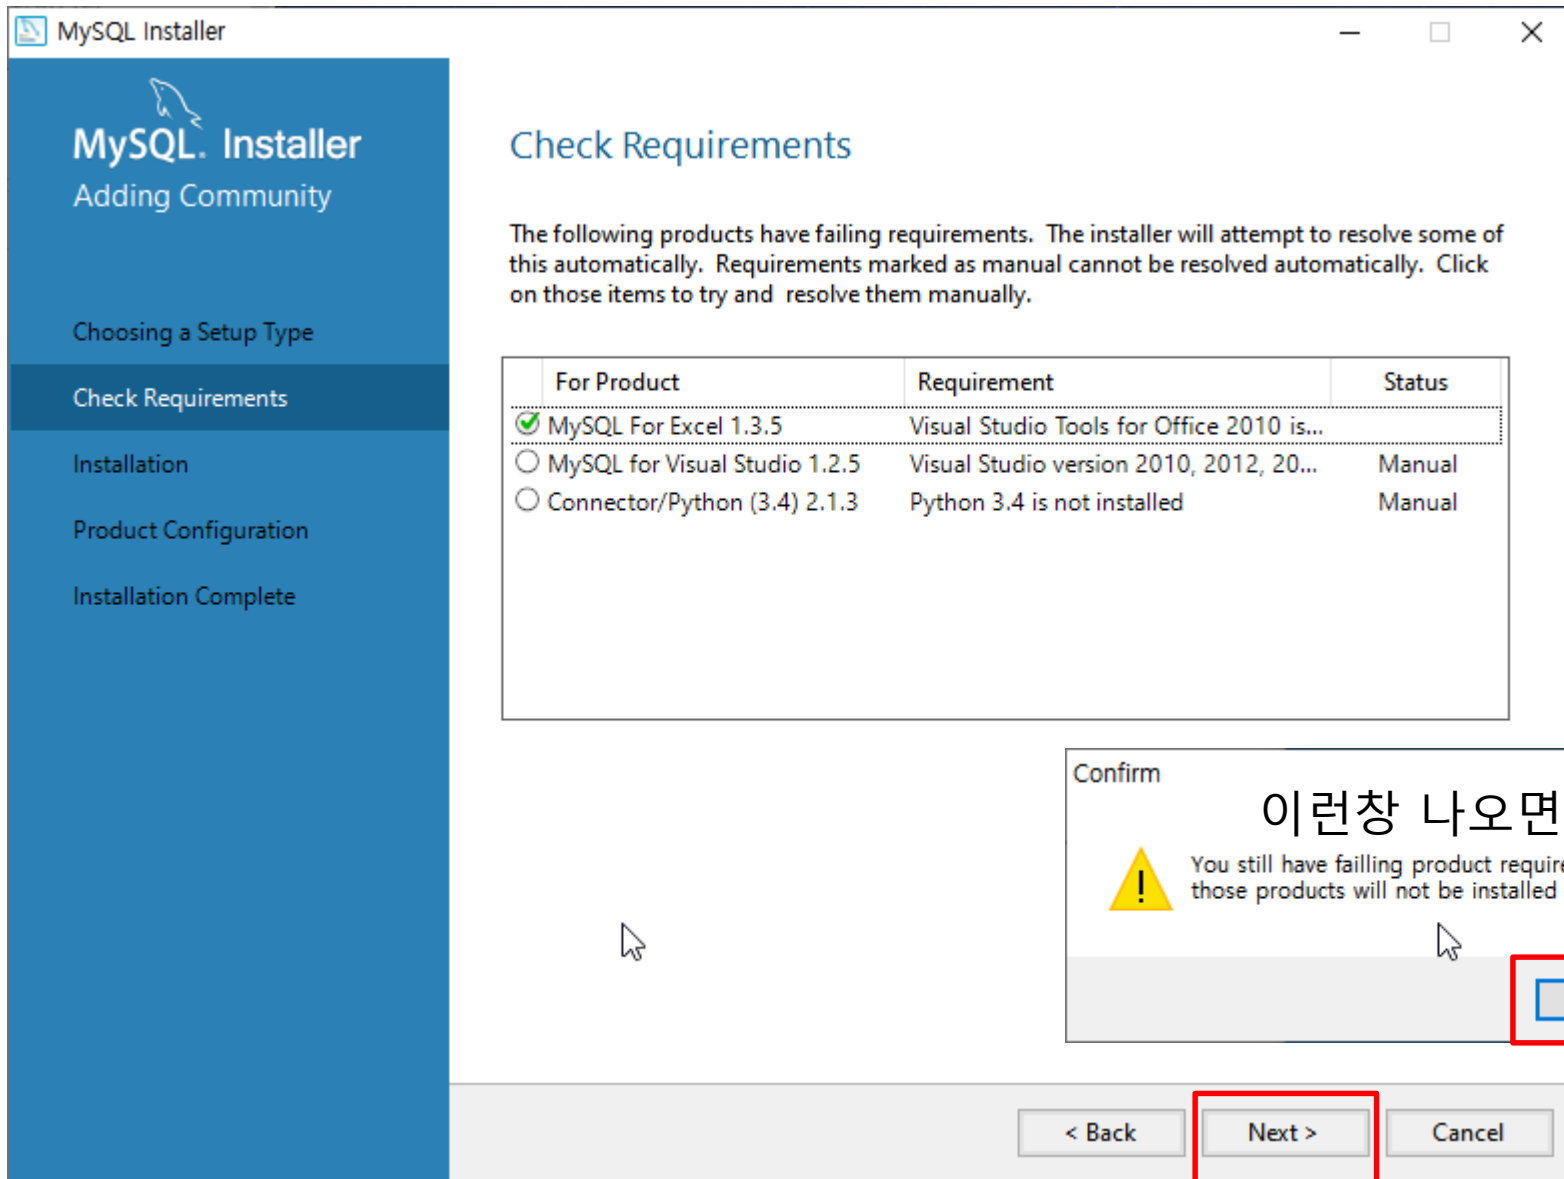 MySQL Installer
MySQL. Installer
Adding Community
Choosing a Setup Type
Check Requirements
Installation
Product Configuration
Installation Complete
Check Requirements
The following products have failing requirements. The installer will attempt to resolve some of
this automatically. Requirements marked as manual cannot be resolved automatically. Click
on those items to try and resolve them manually.
For Product Requirement Status
MySQL For Excel 1.3.5 Visual Studio Tools for Office 2010 is...
MySQL for Visual Studio 1.2.5 Visual Studio version 2010, 2012, 20... Manual
Connector/Python (3.4) 2.1.3 Python 3.4 is not installed Manual
Confirm
이런창 나오면
You still have failling product
those products will not be installed
< Back Next > Cancel